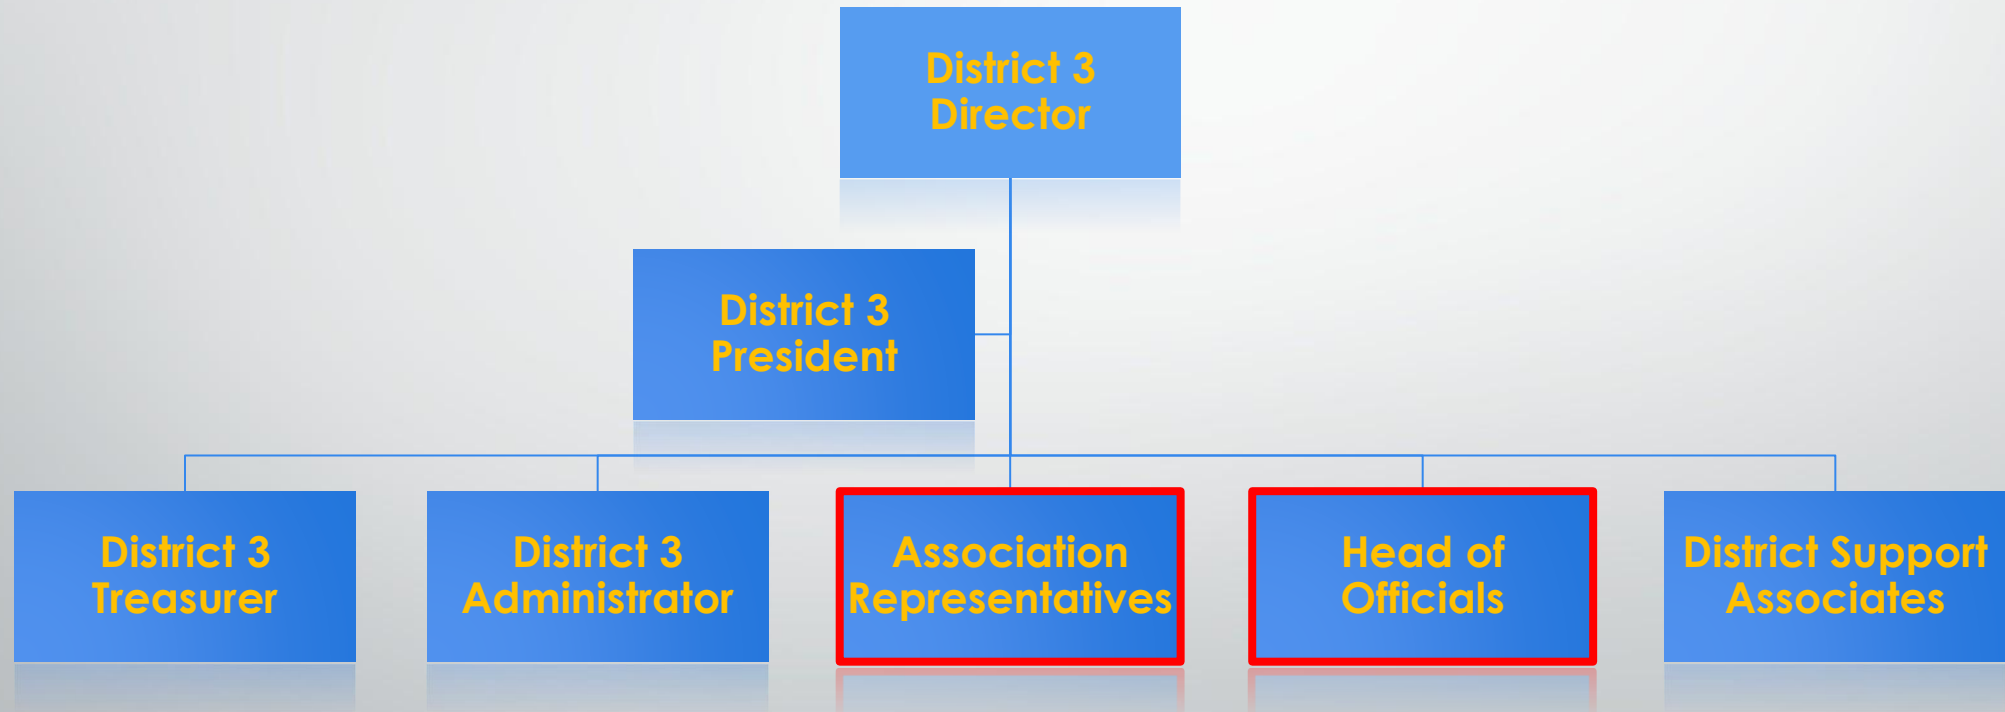 District 3
Director
District 3
President
District 3
Treasurer
District 3
Administrator
Association
Representatives
Head of
Officials
District Support
Associates